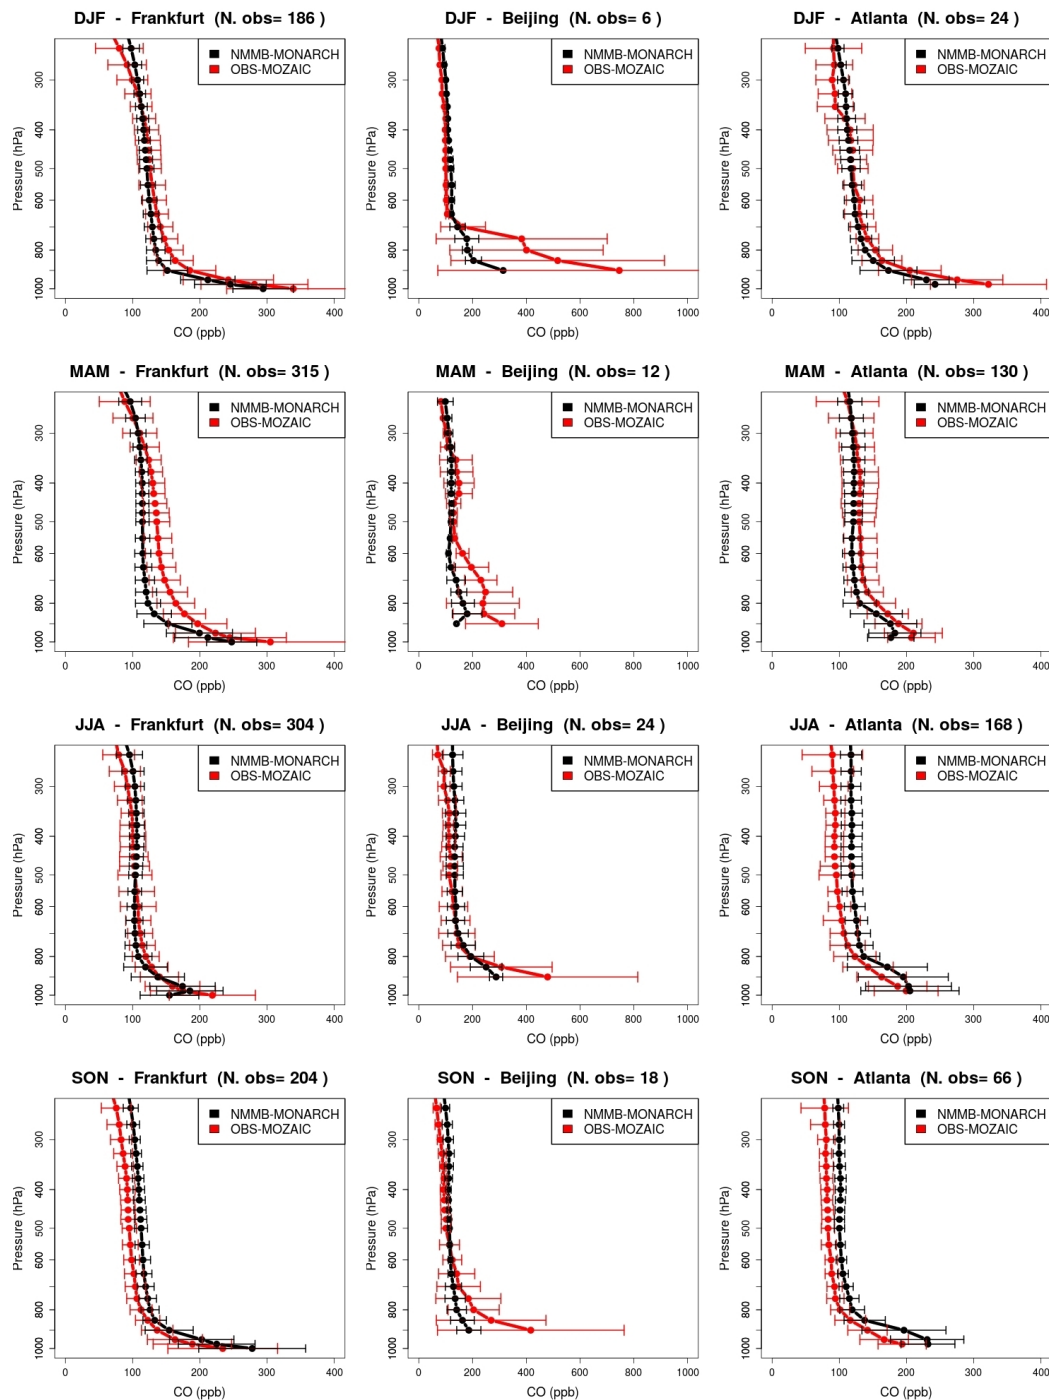 DJF - Frankfurt (N. obs= 186 )
NMMB-MONARCH
OBS-MOZAIC
Pressure (hPa)
300
400
500
600
800
1000
0 100 200 300 400
CO (ppb)
DJF - Beijing (N. obs= 6 )
NMMB-MONARCH
OBS-MOZAIC
Pressure (hPa)
300
400
500
600
800
1000
0 200 400 600 800 1000
CO (ppb)
DJF - Atlanta (N. obs= 24 )
NMMB-MONARCH
OBS-MOZAIC
Pressure (hPa)
300
400
500
600
800
1000
0 100 200 300 400
CO (ppb)
MAM - Frankfurt (N. obs= 315 )
NMMB-MONARCH
OBS-MOZAIC
Pressure (hPa)
300
400
500
600
800
1000
0 100 200 300 400
CO (ppb)
MAM - Beijing (N. obs= 12 )
NMMB-MONARCH
OBS-MOZAIC
Pressure (hPa)
300
400
500
600
800
1000
0 200 400 600 800 1000
CO (ppb)
MAM - Atlanta (N. obs= 130 )
NMMB-MONARCH
OBS-MOZAIC
Pressure (hPa)
300
400
500
600
800
1000
0 100 200 300 400
CO (ppb)
JJA - Frankfurt (N. obs= 304 )
NMMB-MONARCH
OBS-MOZAIC
Pressure (hPa)
300
400
500
600
800
1000
0 100 200 300 400
CO (ppb)
JJA - Beijing (N. obs= 24 )
NMMB-MONARCH
OBS-MOZAIC
Pressure (hPa)
300
400
500
600
800
1000
0 200 400 600 800 1000
CO (ppb)
JJA - Atlanta (N. obs= 168 )
NMMB-MONARCH
OBS-MOZAIC
Pressure (hPa)
300
400
500
600
800
1000
0 100 200 300 400
CO (ppb)
SON - Frankfurt (N. obs= 204 )
NMMB-MONARCH
OBS-MOZAIC
Pressure (hPa)
300
400
500
600
800
1000
0 100 200 300 400
CO (ppb)
SON - Beijing (N. obs= 18 )
NMMB-MONARCH
OBS-MOZAIC
Pressure (hPa)
300
400
500
600
800
1000
0 200 400 600 800 1000
CO (ppb)
SON - Atlanta (N. obs= 66 )
NMMB-MONARCH
OBS-MOZAIC
Pressure (hPa)
300
400
500
600
800
1000
0 100 200 300 400
CO (ppb)